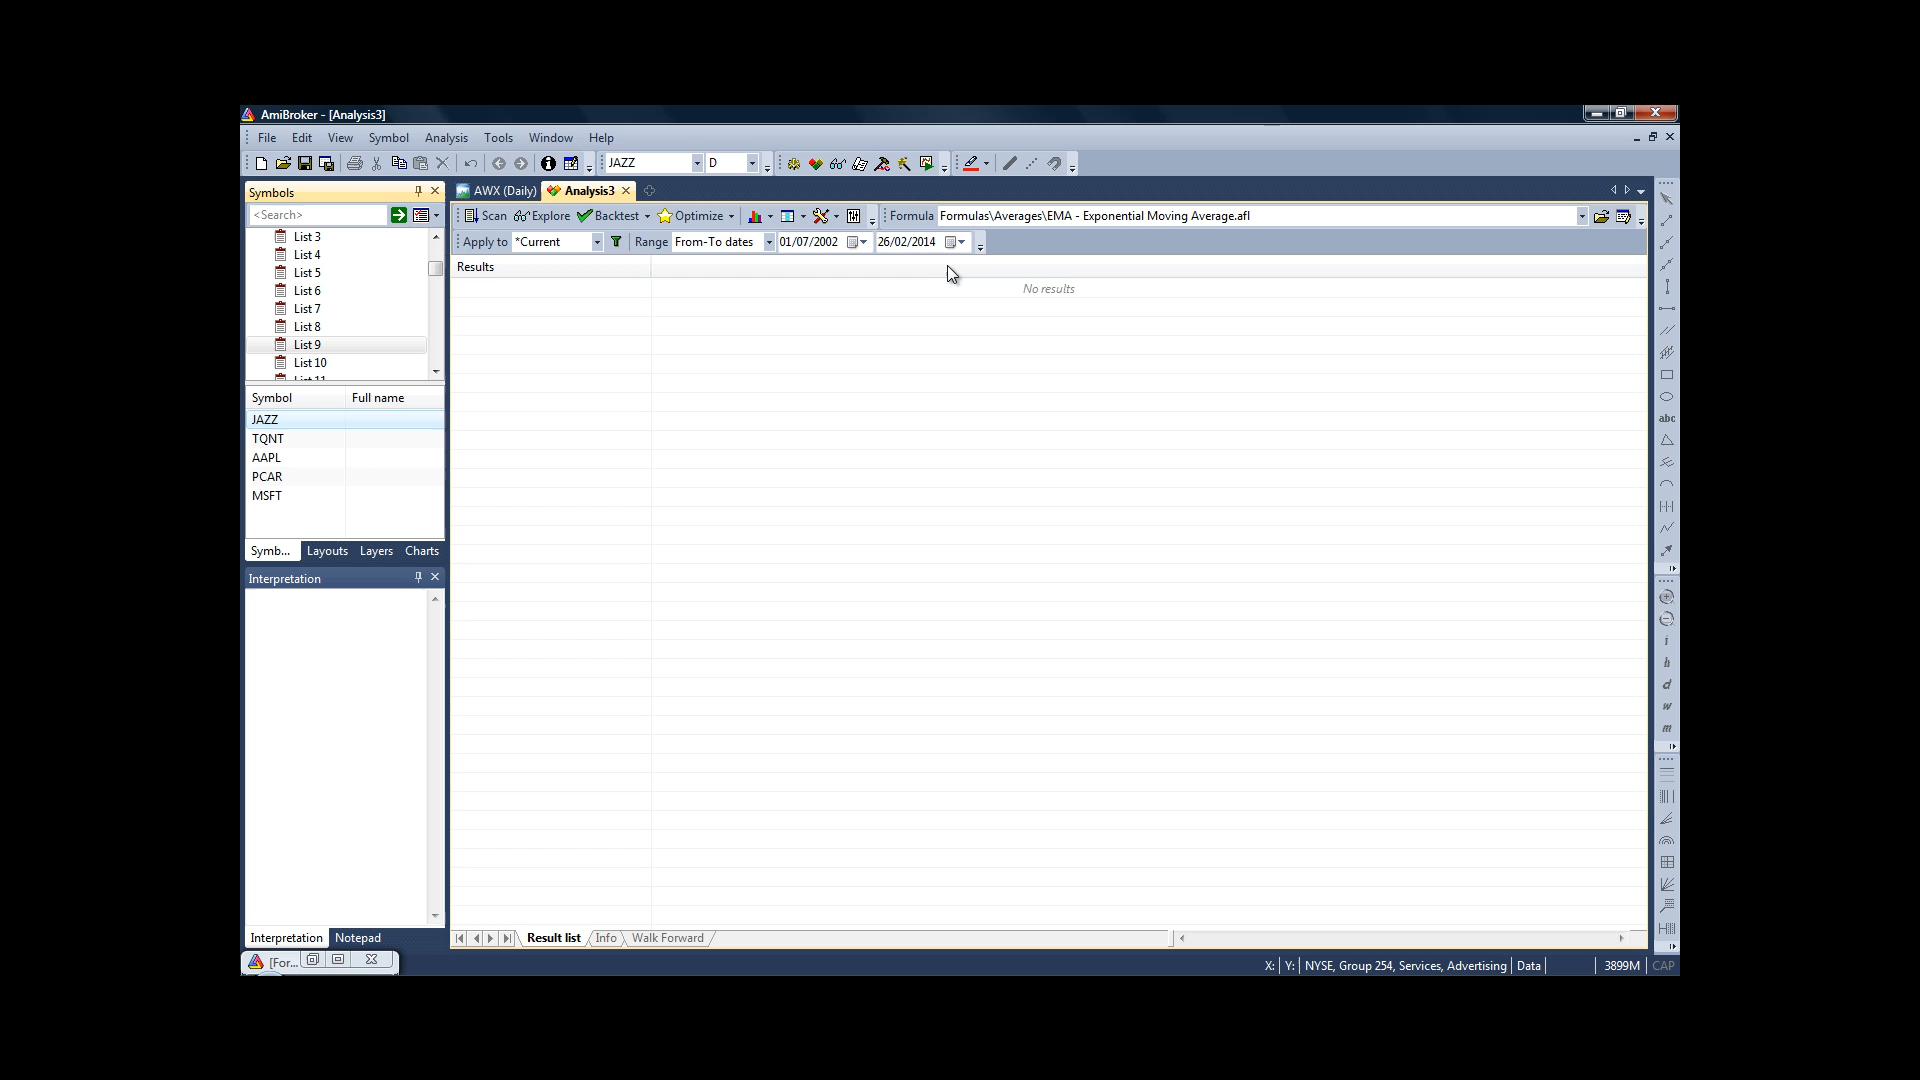 AmiBroker - [Analysis3]
File Edit View Symbol Analysis Tools Window Help
JAZZ D
Symbols
AWX (Daily) Analysis3
<Search>
Scan Explore Backtest Optimize Formula Formulas\Averages\EMA - Exponential Moving Average.afl
Apply to *Current Range From-To dates 01/07/2002 26/02/2014
List 3
List 4
List 5
List 6
List 7
List 8
List 9
List 10
List 11
Results
No results
Symbol Full name
JAZZ
TQNT
AAPL
PCAR
MSFT
Symb... Layouts Layers Charts
Interpretation
abc
i
h
d
w
m
Interpretation Notepad
Result list Info Walk Forward
[For...
X: Y: NYSE, Group 254, Services, Advertising Data 3899M CAP